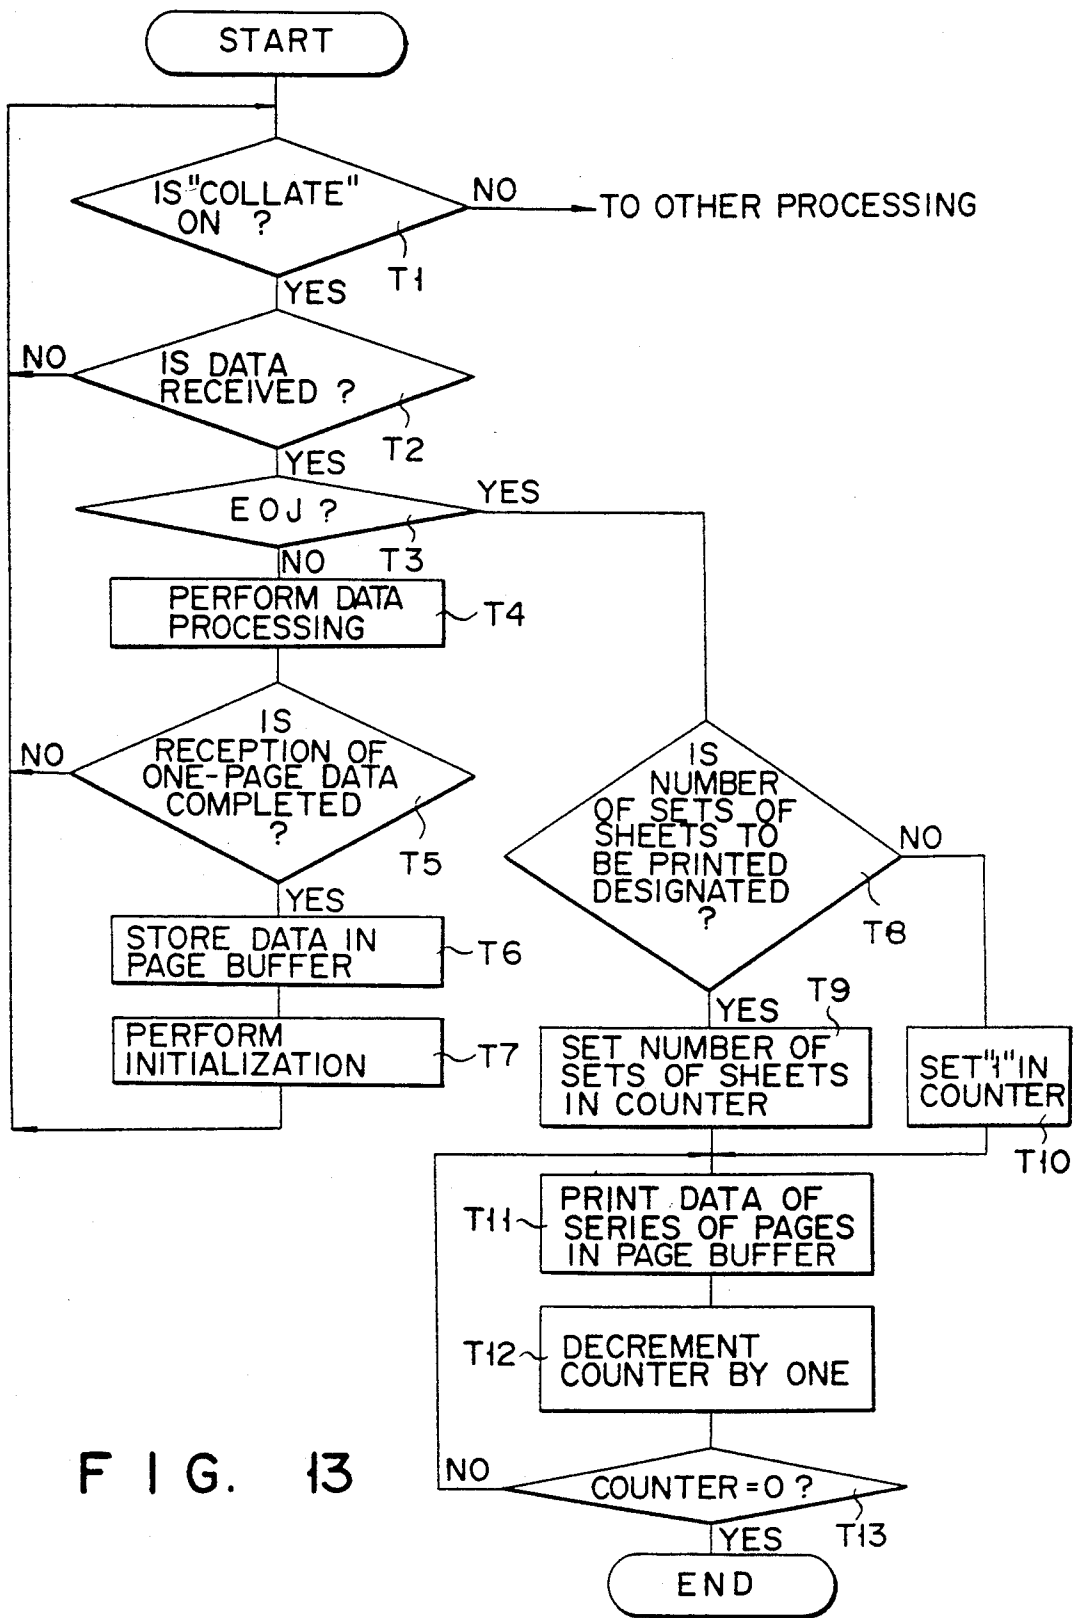 START
IS "COLLATE"
ON ?
NO
TO OTHER PROCESSING
T1
YES
NO
IS DATA
RECEIVED ?
T2
YES
EOJ ?
YES
T3
NO
PERFORM DATA
PROCESSING
T4
IS
RECEPTION OF
ONE-PAGE DATA
COMPLETED
?
NO
T5
YES
STORE DATA IN
PAGE BUFFER
T6
PERFORM
INITIALIZATION
T7
IS
NUMBER
OF SETS OF
SHEETS TO
BE PRINTED
DESIGNATED
?
NO
T8
YES
T9
SET NUMBER OF
SETS OF SHEETS
IN COUNTER
SET "1" IN
COUNTER
T10
T11
PRINT DATA OF
SERIES OF PAGES
IN PAGE BUFFER
T12
DECREMENT
COUNTER BY ONE
NO
COUNTER = 0 ?
T13
YES
END
FIG. 13